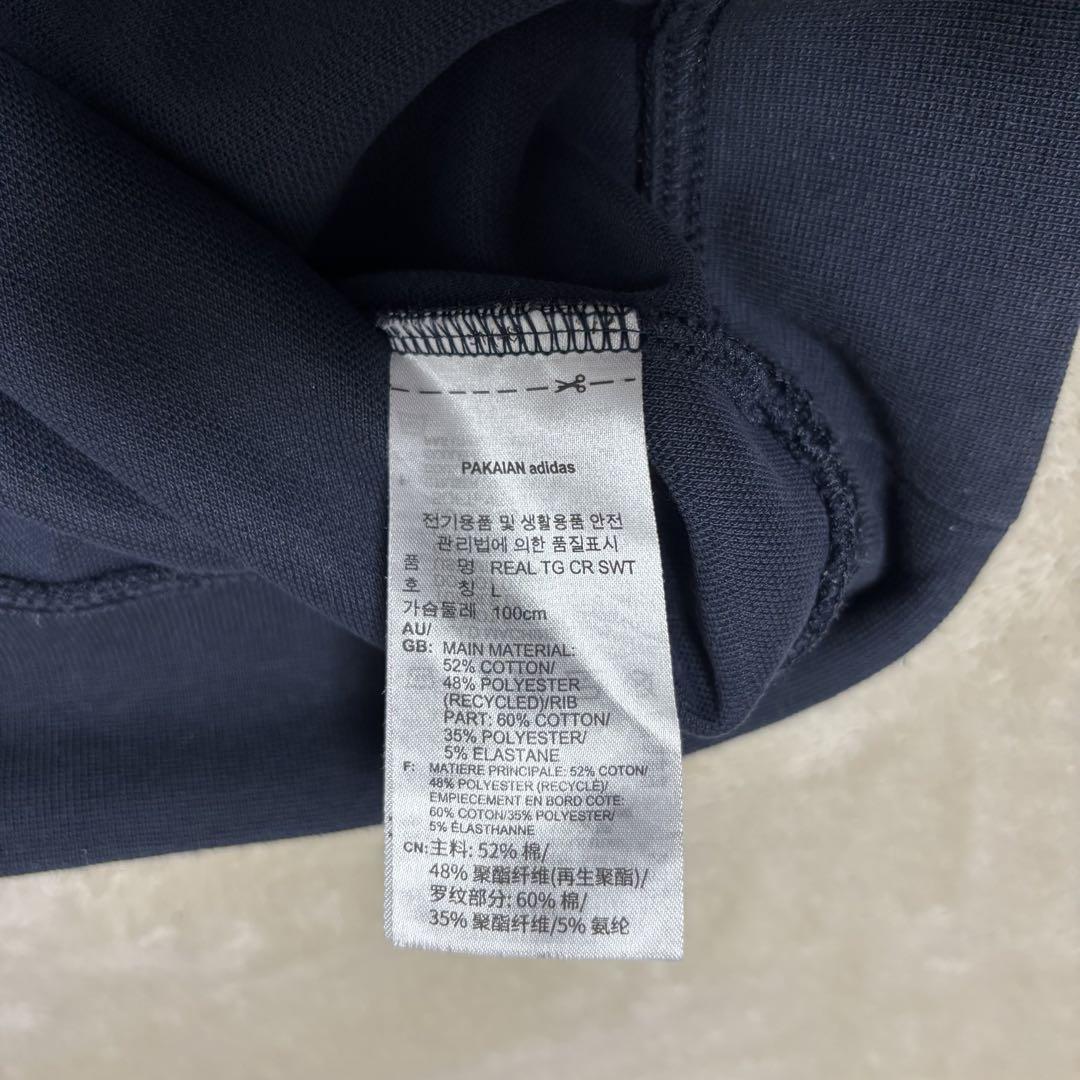 PAKAIAN adidas
전기용품 및 생활용품 안전
관리법에 의한 품질표시
품 명 REAL TG CR SWT
호 칭 L
가슴둘레 100cm
AU/
GB: MAIN MATERIAL:
52% COTTON/
48% POLYESTER
(RECYCLED)/RIB
PART: 60% COTTON/
35% POLYESTER/
5% ELASTANE
F: MATIERE PRINCIPALE: 52% COTON/
48% POLYESTER (RECYCLÉ)/
EMPIECEMENT EN BORD CÔTE:
60% COTON/35% POLYESTER/
5% ÉLASTHANNE
CN: 主料: 52% 棉/
48% 聚酯纤维(再生聚酯)/
罗纹部分: 60% 棉/
35% 聚酯纤维/5% 氨纶